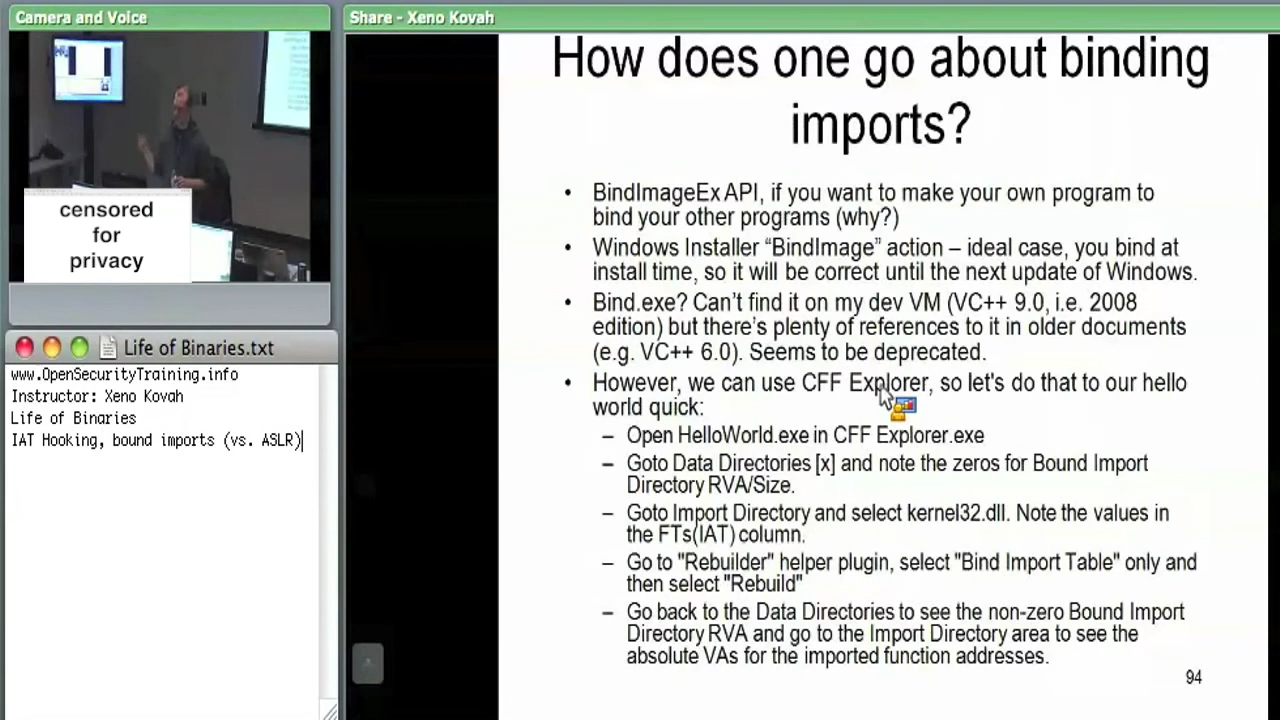 Camera and Voice
censored
for
privacy
Life of Binaries.txt
www.OpenSecurityTraining.info
Instructor: Xeno Kovah
Life of Binaries
IAT Hooking, bound imports (vs. ASLR)
Share - Xeno Kovah
How does one go about binding
imports?
• BindImageEx API, if you want to make your own program to
bind your other programs (why?)
• Windows Installer “BindImage” action – ideal case, you bind at
install time, so it will be correct until the next update of Windows.
• Bind.exe? Can't find it on my dev VM (VC++ 9.0, i.e. 2008
edition) but there's plenty of references to it in older documents
(e.g. VC++ 6.0). Seems to be deprecated.
• However, we can use CFF Explorer, so let's do that to our hello
world quick:
– Open HelloWorld.exe in CFF Explorer.exe
– Goto Data Directories [x] and note the zeros for Bound Import
Directory RVA/Size.
– Goto Import Directory and select kernel32.dll. Note the values in
the FTs(IAT) column.
– Go to "Rebuilder" helper plugin, select "Bind Import Table" only and
then select "Rebuild"
– Go back to the Data Directories to see the non-zero Bound Import
Directory RVA and go to the Import Directory area to see the
absolute VAs for the imported function addresses.
94